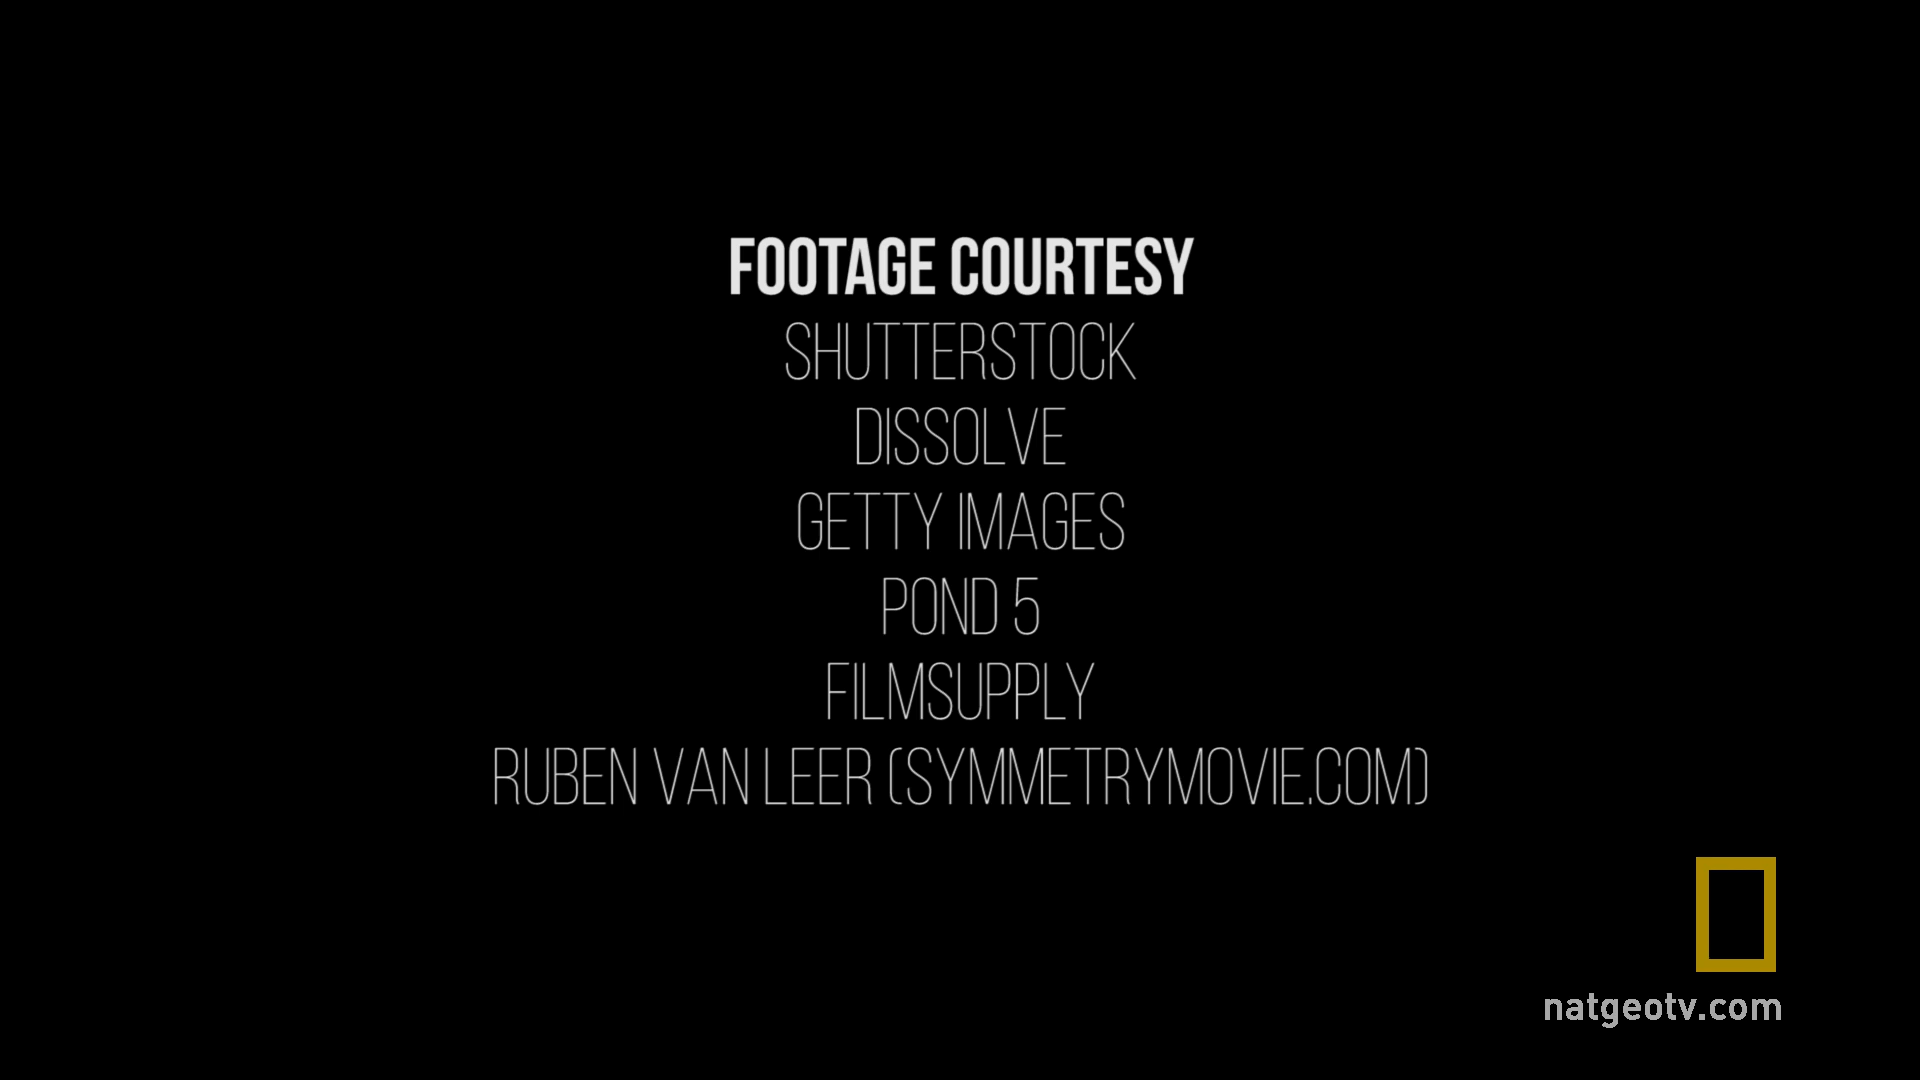 FOOTAGE COURTESY
SHUTTERSTOCK
DISSOLVE
GETTY IMAGES
POND 5
FILMSUPPLY
RUBEN VAN LEER (SYMMETRYMOVIE.COM)
natgeotv.com